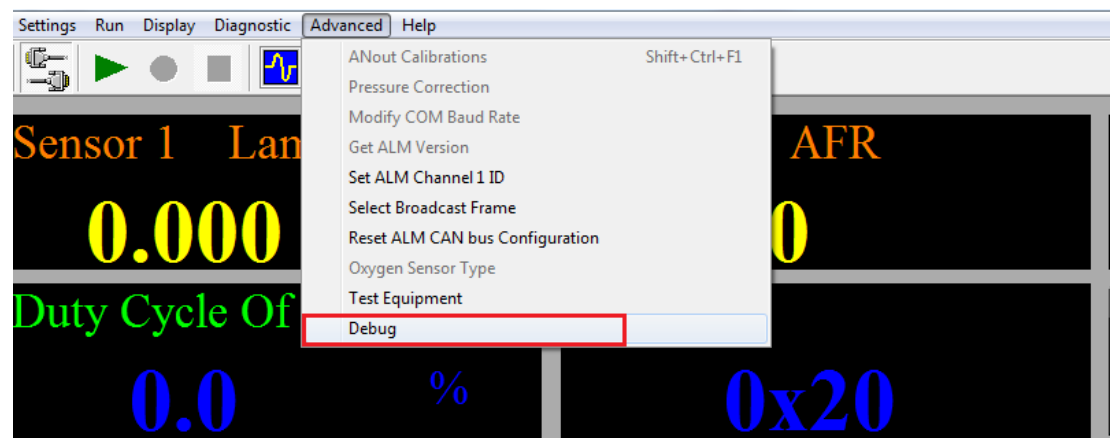 Settings Run Display Diagnostic Advanced Help
ANout Calibrations Shift+Ctrl+F1
Pressure Correction
Modify COM Baud Rate
Get ALM Version
Set ALM Channel 1 ID
Select Broadcast Frame
Reset ALM CAN bus Configuration
Oxygen Sensor Type
Test Equipment
Debug
Sensor 1 Lam AFR
0.000 0
Duty Cycle Of
0.0 % 0x20